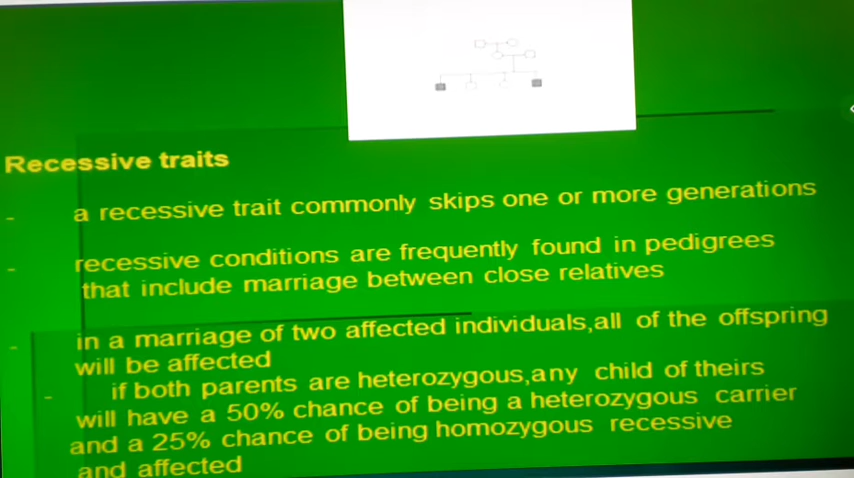 Recessive traits
- a recessive trait commonly skips one or more generations
- recessive conditions are frequently found in pedigrees
that include marriage between close relatives
- in a marriage of two affected individuals,all of the offspring
will be affected
- if both parents are heterozygous,any child of theirs
will have a 50% chance of being a heterozygous carrier
and a 25% chance of being homozygous recessive
and affected